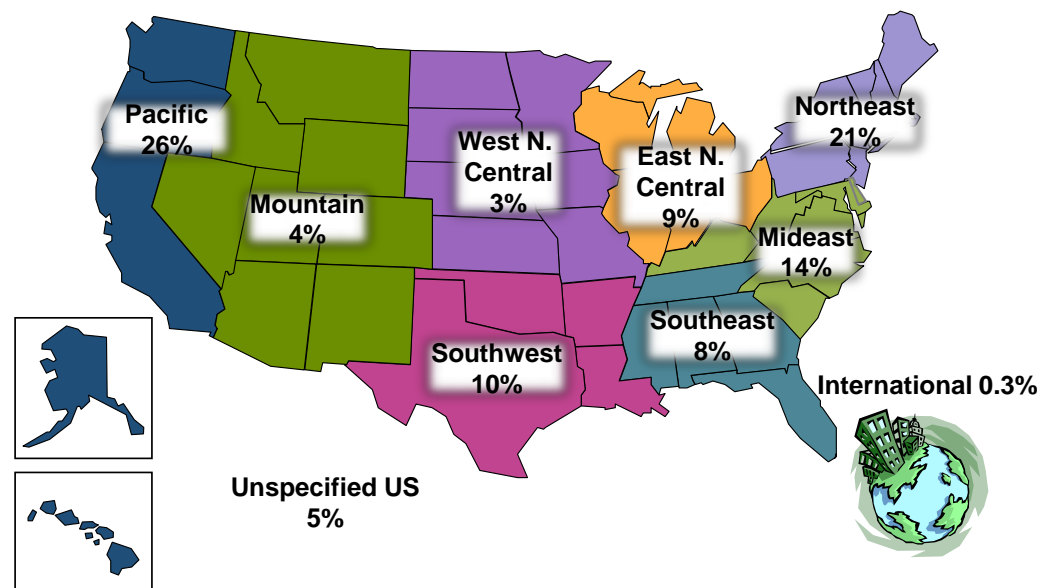 Pacific
26%
Mountain
4%
West N.
Central
3%
East N.
Central
9%
Northeast
21%
Mideast
14%
Southeast
8%
Southwest
10%
International 0.3%
Unspecified US
5%